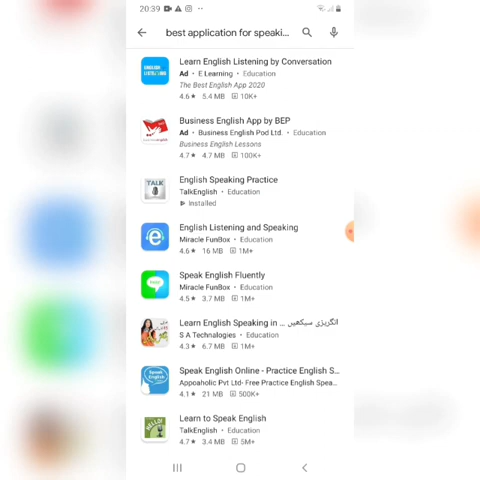 20:39
best application for speaki...
Learn English Listening by Conversation
Ad • E Learning • Education
The Best English App 2020
4.6★ 5.4 MB 10K+
Business English App by BEP
Ad • Business English Pod Ltd. • Education
Business English Lessons
4.7★ 4.7 MB 100K+
TALK
English Speaking Practice
TalkEnglish • Education
Installed
English Listening and Speaking
Miracle FunBox • Education
4.6★ 16 MB 1M+
Speak English Fluently
Miracle FunBox • Education
4.5★ 3.7 MB 1M+
Learn English Speaking in ... انگریزی سیکھیں
S A Technalogies • Education
4.3★ 6.7 MB 1M+
Speak English
Speak English Online - Practice English S...
Appoaholic Pvt Ltd- Free Practice English Spea...
4.1★ 21 MB 500K+
HELLO!
Learn to Speak English
TalkEnglish • Education
4.7★ 3.4 MB 5M+